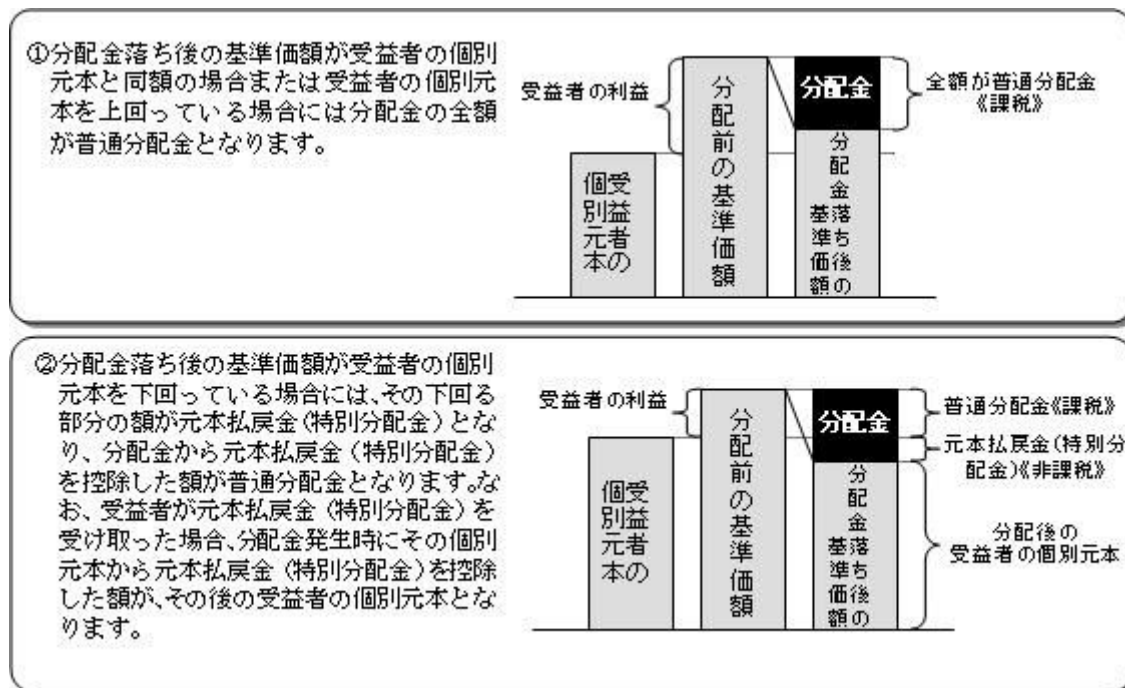 ①分配金落ち後の基準価額が受益者の個別
元本と同額の場合または受益者の個別元
本を上回っている場合には分配金の全額
が普通分配金となります。
受益者の利益
受益者の
個別元本
分配前の基準価額
分配金
分配金落ち後の
基準価額
全額が普通分配金
《課税》
②分配金落ち後の基準価額が受益者の個別
元本を下回っている場合には、その下回る
部分の額が元本払戻金(特別分配金)とな
り、分配金から元本払戻金(特別分配金)
を控除した額が普通分配金となります。な
お、受益者が元本払戻金(特別分配金)を
受け取った場合、分配金発生時にその個別
元本から元本払戻金(特別分配金)を控除
した額が、その後の受益者の個別元本とな
ります。
受益者の利益
受益者の
個別元本
分配前の基準価額
分配金
分配金落ち後の
基準価額
普通分配金《課税》
元本払戻金(特別分
配金)《非課税》
分配後の
受益者の個別元本